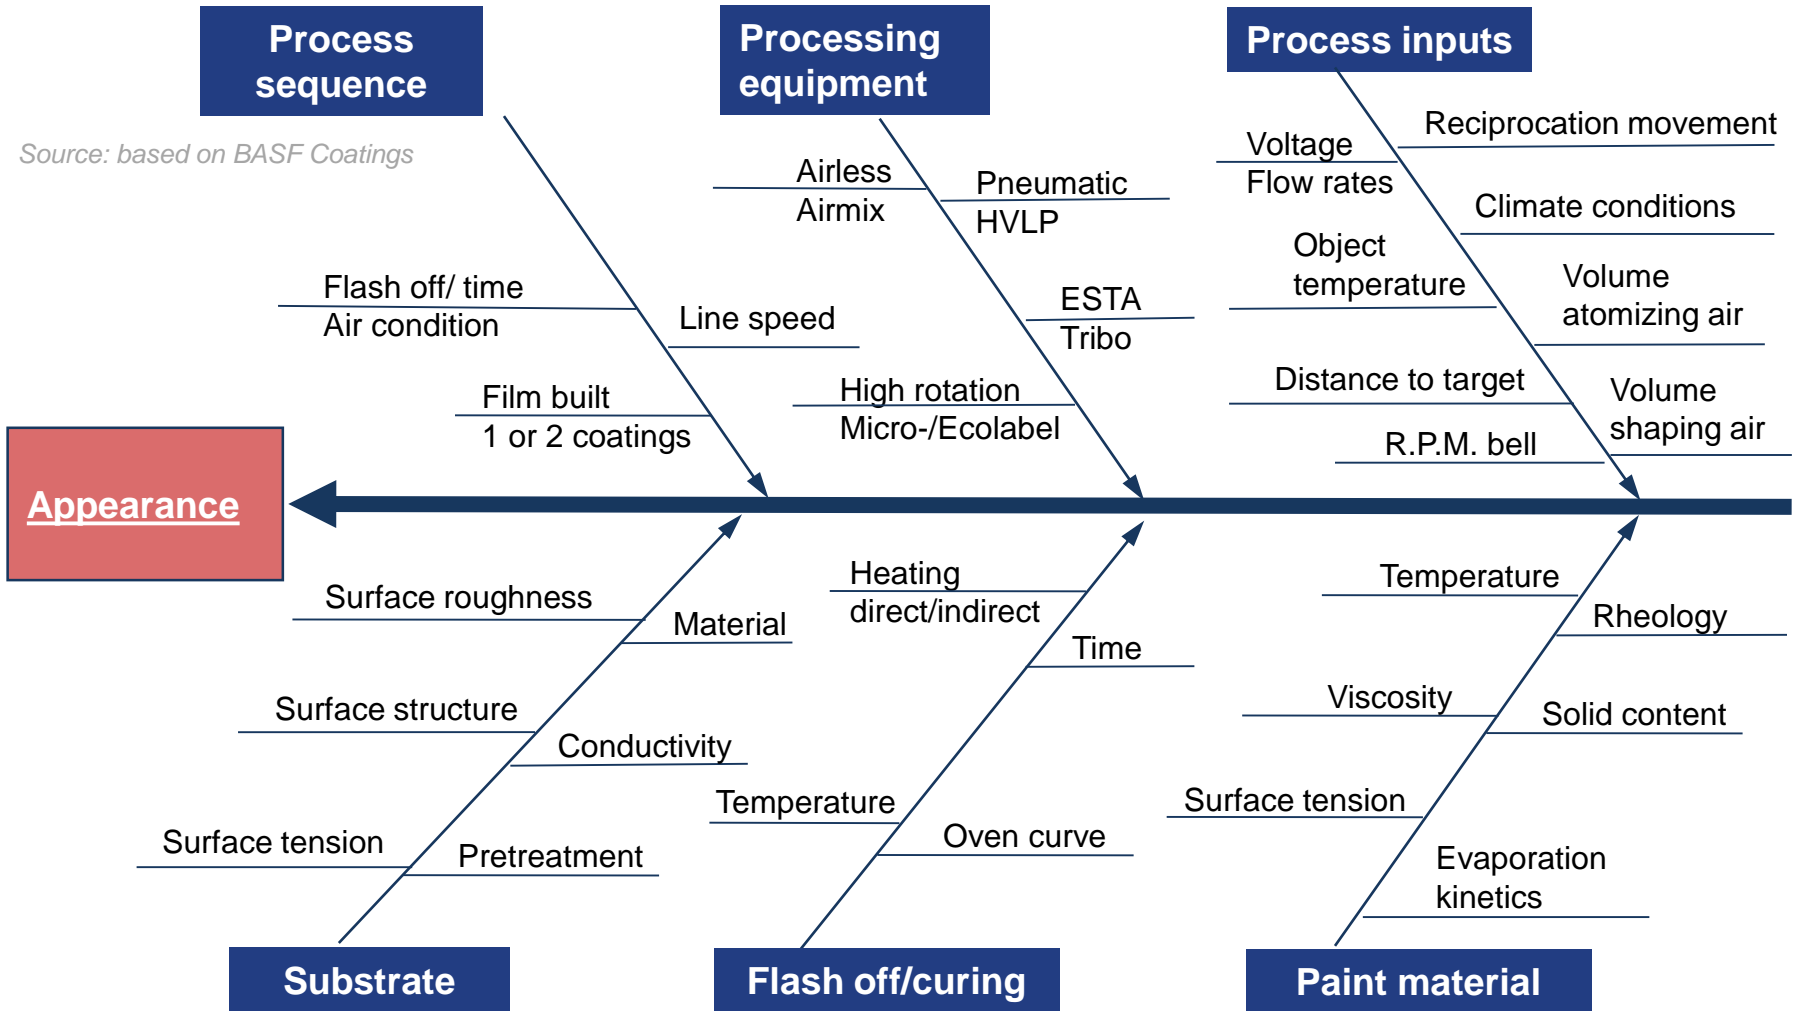 Process
sequence
Processing
equipment
Process inputs
Source: based on BASF Coatings
Flash off/ time
Air condition
Line speed
Film built
1 or 2 coatings
Airless
Airmix
Pneumatic
HVLP
ESTA
Tribo
High rotation
Micro-/Ecolabel
Voltage
Flow rates
Reciprocation movement
Climate conditions
Object
temperature
Volume
atomizing air
Distance to target
Volume
shaping air
R.P.M. bell
Appearance
Surface roughness
Material
Surface structure
Conductivity
Surface tension
Pretreatment
Heating
direct/indirect
Time
Temperature
Oven curve
Temperature
Rheology
Viscosity
Solid content
Surface tension
Evaporation
kinetics
Substrate
Flash off/curing
Paint material